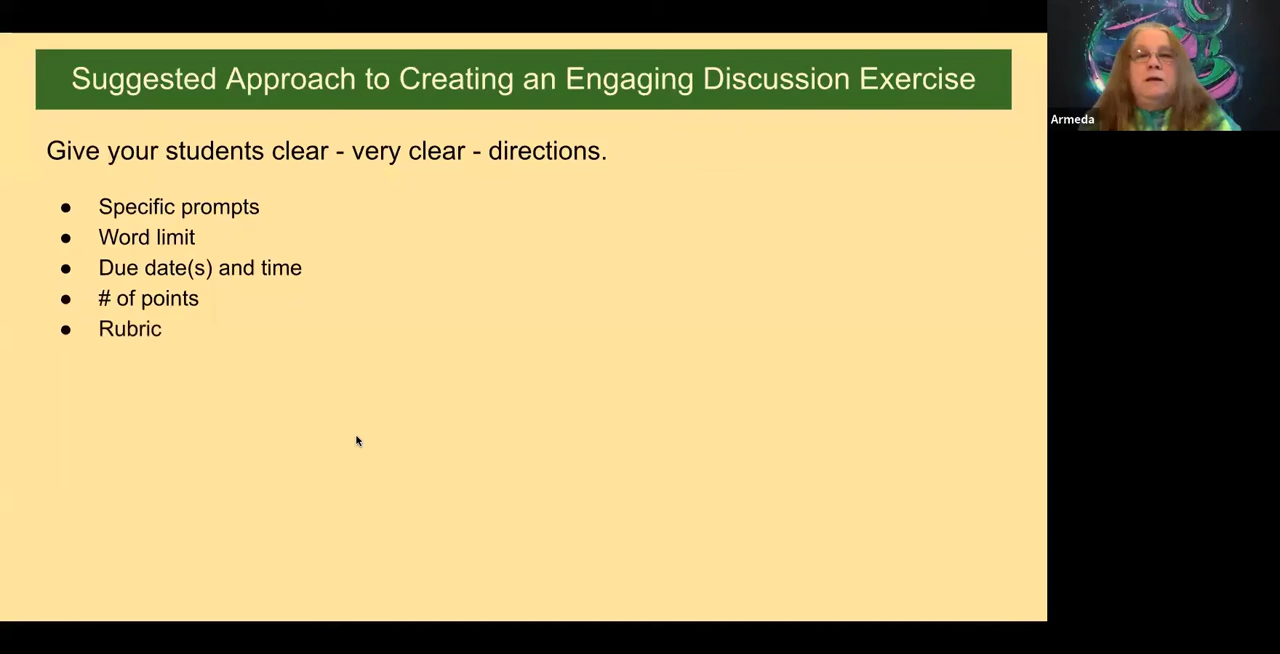 Suggested Approach to Creating an Engaging Discussion Exercise
Give your students clear - very clear - directions.
● Specific prompts
● Word limit
● Due date(s) and time
● # of points
● Rubric
Armeda